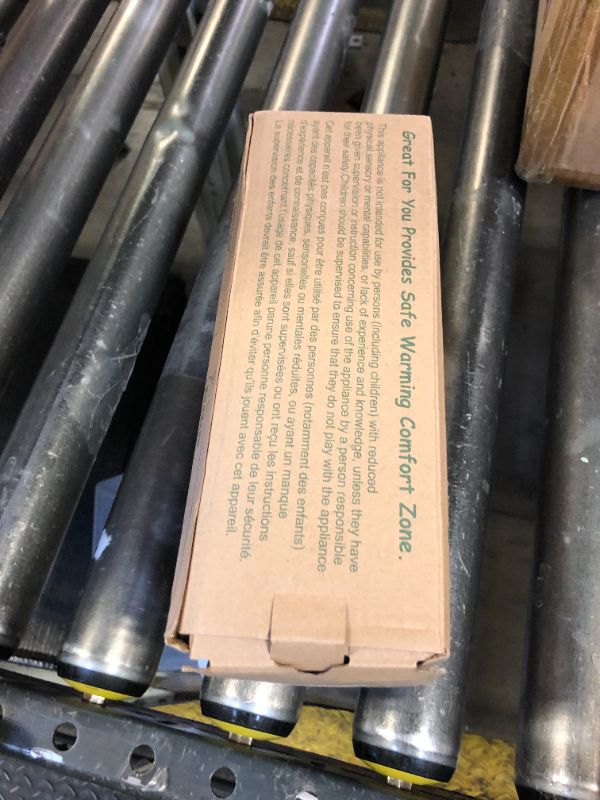 Great For You Provides Safe Warming Comfort Zone.
This appliance is not intended for use by persons (including children) with reduced
physical,sensory or mental capabilities, or lack of experience and knowledge, unless they have
been given supervision or instruction concerning use of the appliance by a person responsible
for their safety.Children should be supervised to ensure that they do not play with the appliance
Cet appareil n'est pas conçues pour être utilisé par des personnes (notamment des enfants)
ayant des capacités physiques, sensorielles ou mentales réduites, ou ayant un manque
d'expérience et de connaissance, sauf si elles sont supervisées ou ont reçu les instructions
nécessaires concernant l'usage de cet appareil parune personne responsable de leur sécurité.
La supervision des enfants devrait être assurée afin d'éviter qu'ils jouent avec cet appareil.